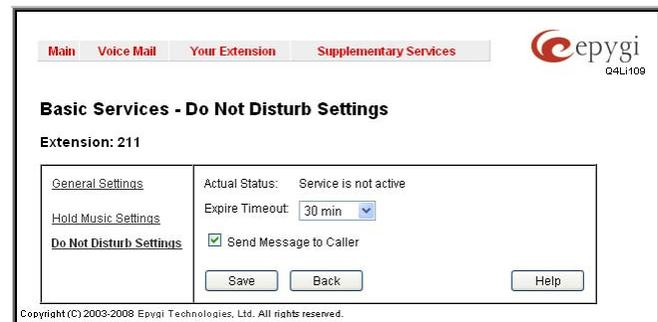 Main Voice Mail Your Extension Supplementary Services
epygi
Q4Li109
Basic Services - Do Not Disturb Settings
Extension: 211
General Settings
Hold Music Settings
Do Not Disturb Settings
Actual Status: Service is not active
Expire Timeout: 30 min
Send Message to Caller
Save Back Help
Copyright (C) 2003-2008 Epygi Technologies, Ltd. All rights reserved.